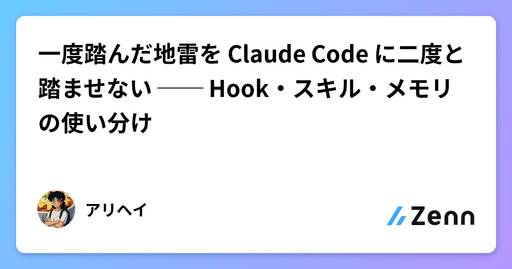 一度踏んだ地雷を Claude Code に二度と
踏ませない ── Hook・スキル・メモリ
の使い分け
アリヘイ
Zenn